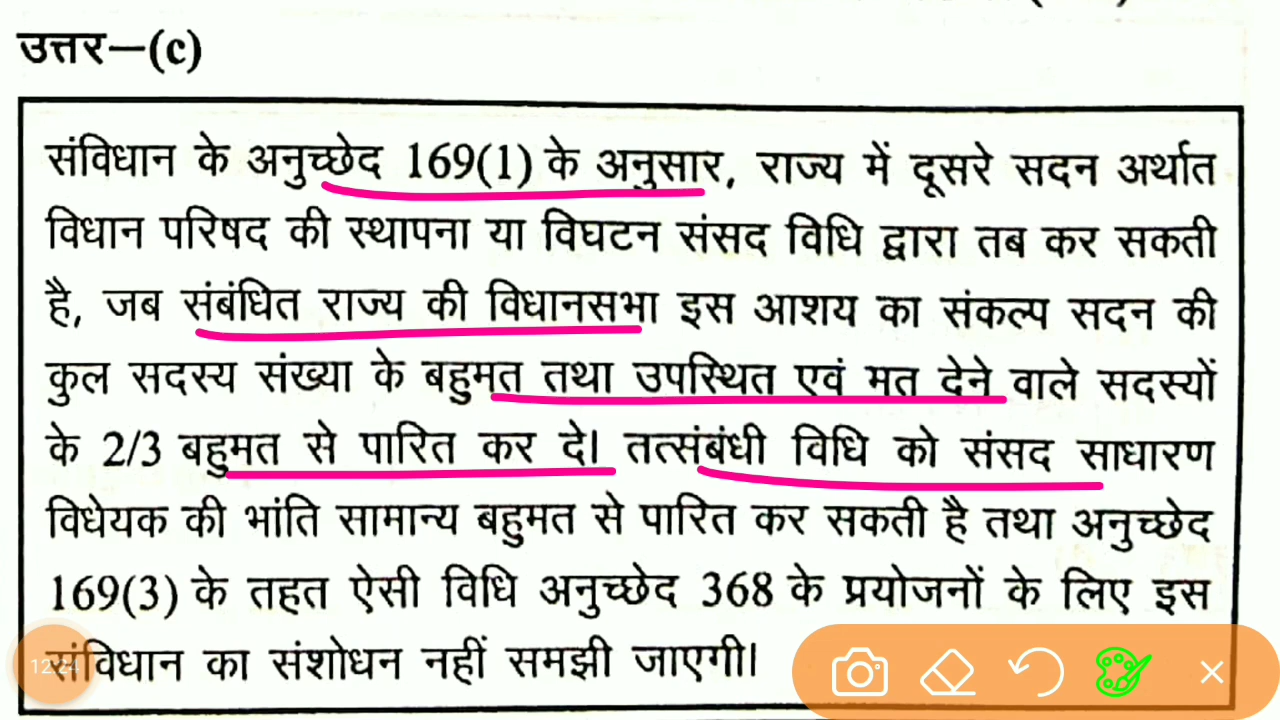 उत्तर—(c)
संविधान के अनुच्छेद 169(1) के अनुसार, राज्य में दूसरे सदन अर्थात
विधान परिषद की स्थापना या विघटन संसद विधि द्वारा तब कर सकती
है, जब संबंधित राज्य की विधानसभा इस आशय का संकल्प सदन की
कुल सदस्य संख्या के बहुमत तथा उपस्थित एवं मत देने वाले सदस्यों
के 2/3 बहुमत से पारित कर दे। तत्संबंधी विधि को संसद साधारण
विधेयक की भांति सामान्य बहुमत से पारित कर सकती है तथा अनुच्छेद
169(3) के तहत ऐसी विधि अनुच्छेद 368 के प्रयोजनों के लिए इस
संविधान का संशोधन नहीं समझी जाएगी।
12:24